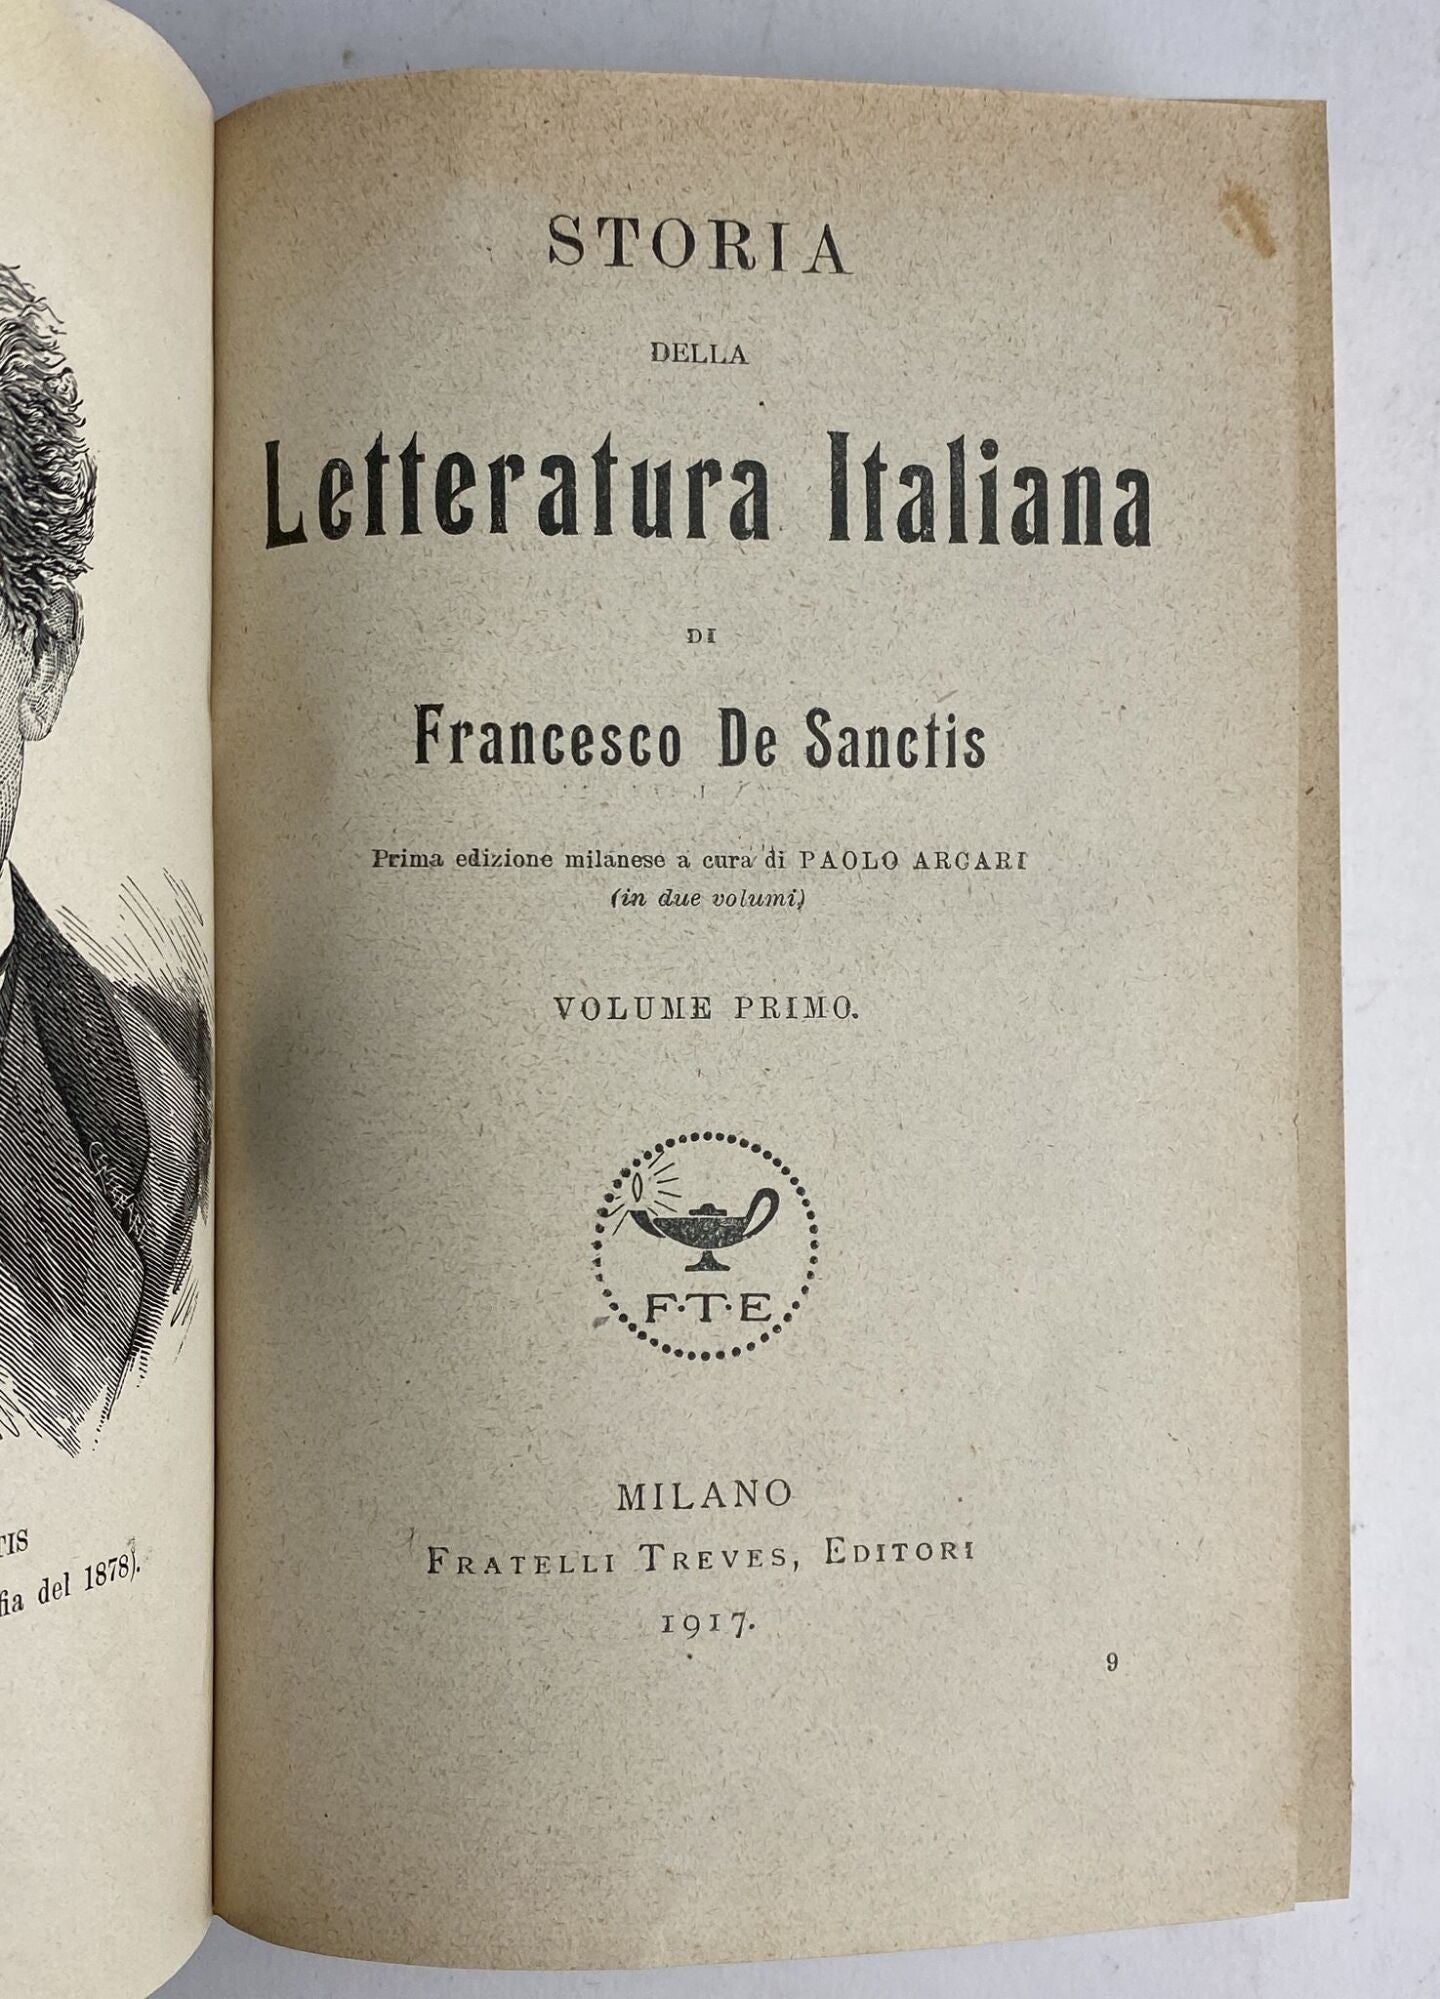 TIS
fia del 1878).
STORIA
DELLA
Letteratura Italiana
DI
Francesco De Sanctis
Prima edizione milanese a cura di PAOLO ARCARI
(in due volumi)
VOLUME PRIMO.
F·T·E
MILANO
FRATELLI TREVES, EDITORI
1917.
9